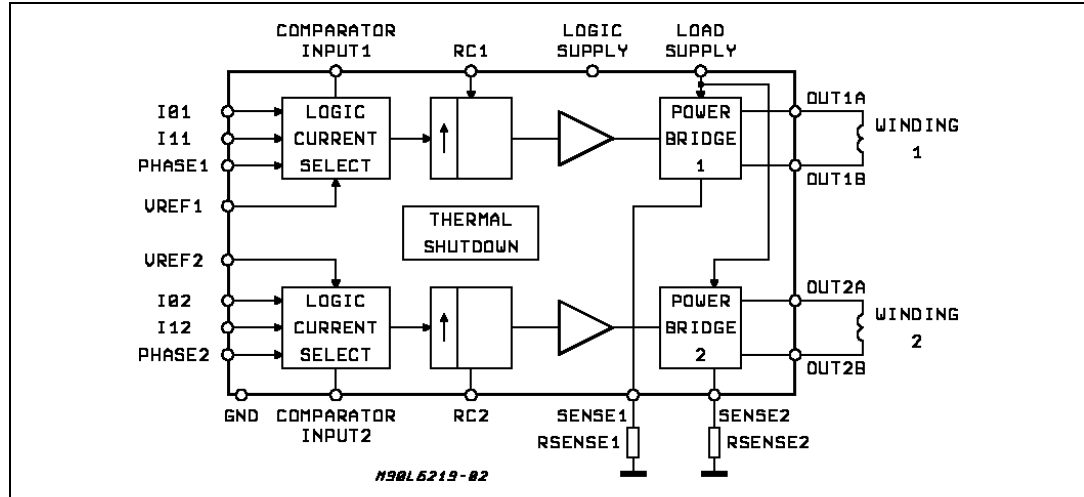 COMPARATOR INPUT1
RC1
LOGIC SUPPLY
LOAD SUPPLY
I01
I11
PHASE1
VREF1
LOGIC CURRENT SELECT
POWER BRIDGE 1
OUT1A
WINDING 1
OUT1B
THERMAL SHUTDOWN
VREF2
I02
I12
PHASE2
LOGIC CURRENT SELECT
POWER BRIDGE 2
OUT2A
WINDING 2
OUT2B
GND
COMPARATOR INPUT2
RC2
SENSE1
RSENSE1
SENSE2
RSENSE2
M90L6219-02